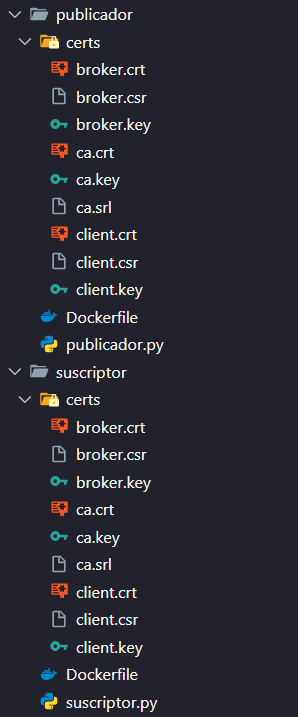 publicador
certs
broker.crt
broker.csr
broker.key
ca.crt
ca.key
ca.srl
client.crt
client.csr
client.key
Dockerfile
publicador.py
suscriptor
certs
broker.crt
broker.csr
broker.key
ca.crt
ca.key
ca.srl
client.crt
client.csr
client.key
Dockerfile
suscriptor.py